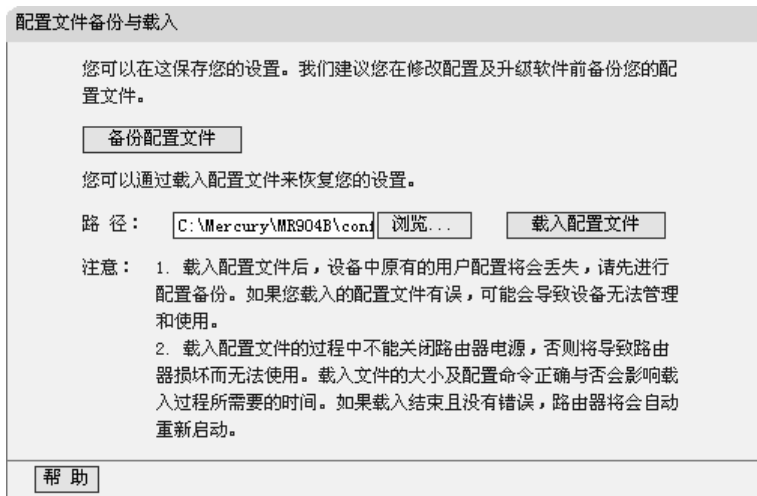 配置文件备份与载入
您可以在这保存您的设置。我们建议您在修改配置及升级软件前备份您的配
置文件。
备份配置文件
您可以通过载入配置文件来恢复您的设置。
路 径： C:\Mercury\MR904B\conf 浏览... 载入配置文件
注意： 1. 载入配置文件后，设备中原有的用户配置将会丢失，请先进行
配置备份。如果您载入的配置文件有误，可能会导致设备无法管理
和使用。
2. 载入配置文件的过程中不能关闭路由器电源，否则将导致路由
器损坏而无法使用。载入文件的大小及配置命令正确与否会影响载
入过程所需要的时间。如果载入结束且没有错误，路由器将会自动
重新启动。
帮 助